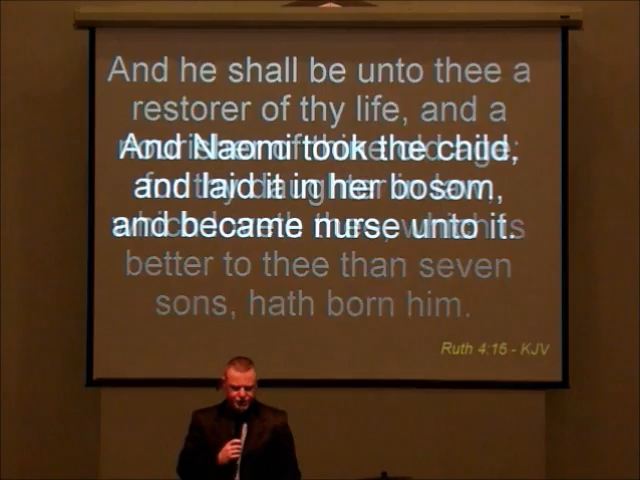 And he shall be unto thee a
restorer of thy life, and a
And Naomi took the child,
and laid it in her bosom,
and became nurse unto it.
better to thee than seven
sons, hath born him.
Ruth 4:16 - KJV